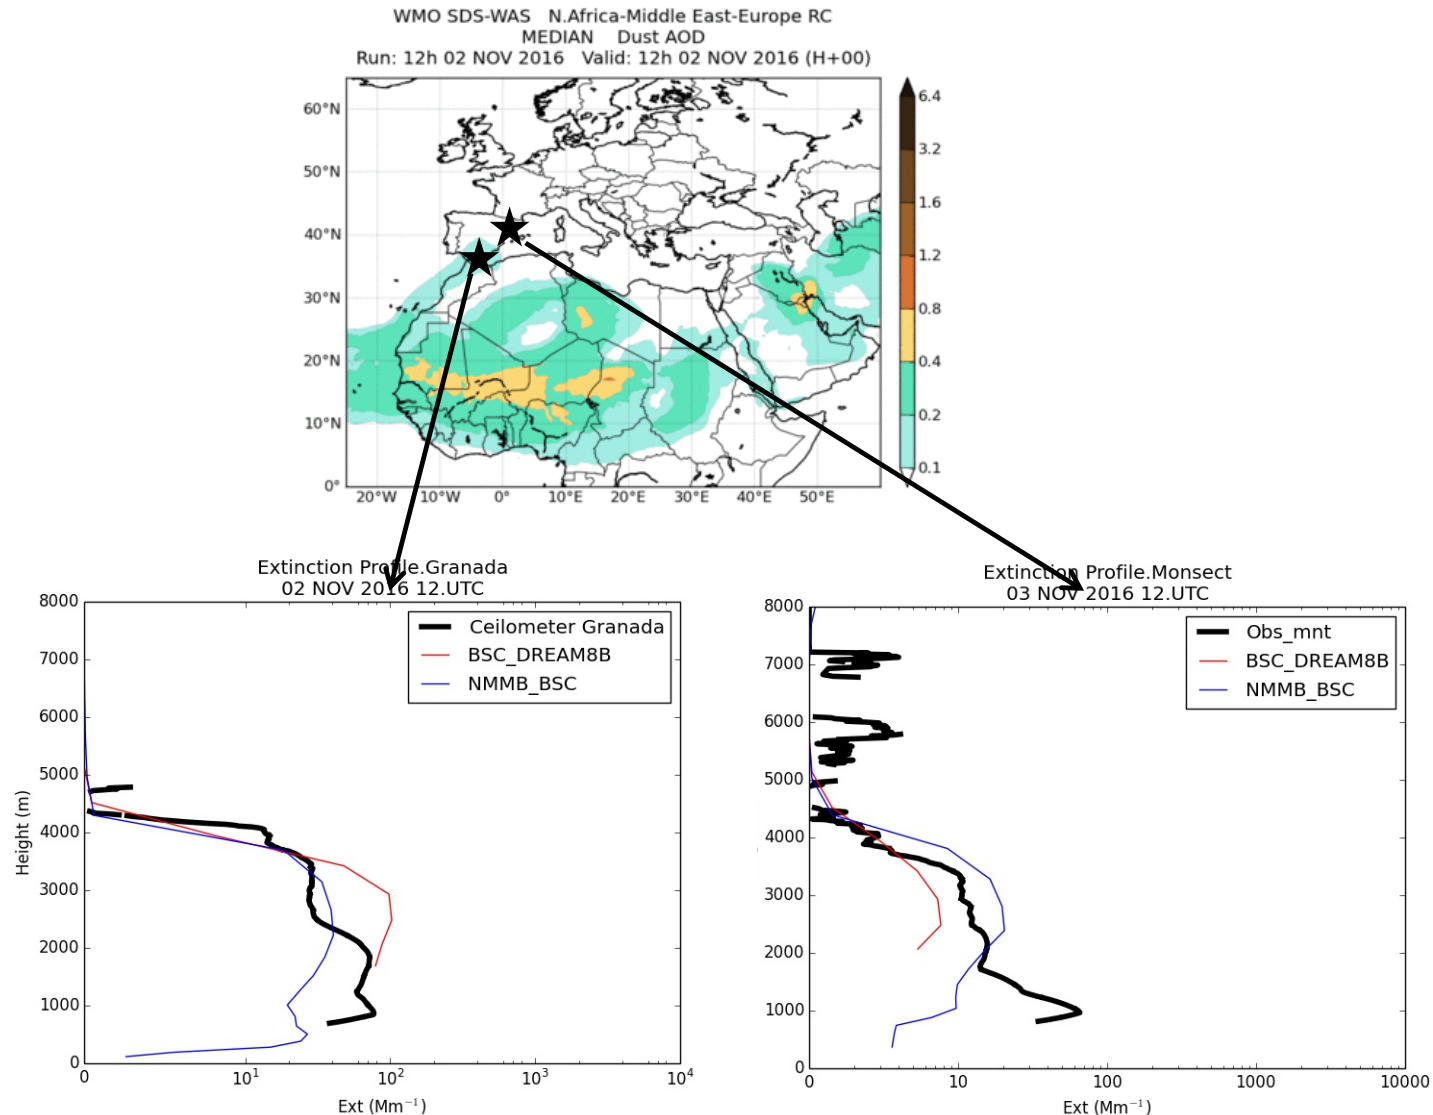 WMO SDS-WAS N.Africa-Middle East-Europe RC
MEDIAN Dust AOD
Run: 12h 02 NOV 2016 Valid: 12h 02 NOV 2016 (H+00)
60°N
50°N
40°N
30°N
20°N
10°N
0°
20°W 10°W 0° 10°E 20°E 30°E 40°E 50°E
6.4
3.2
1.6
1.2
0.8
0.4
0.2
0.1
Extinction Profile.Granada
02 NOV 2016 12.UTC
Ceilometer Granada
BSC_DREAM8B
NMMB_BSC
8000
7000
6000
5000
4000
3000
2000
1000
0
Height (m)
0 10¹ 10² 10³ 10⁴
Ext (Mm⁻¹)
Extinction Profile.Monsect
03 NOV 2016 12.UTC
Obs_mnt
BSC_DREAM8B
NMMB_BSC
8000
7000
6000
5000
4000
3000
2000
1000
0
0 10 100 1000 10000
Ext (Mm⁻¹)